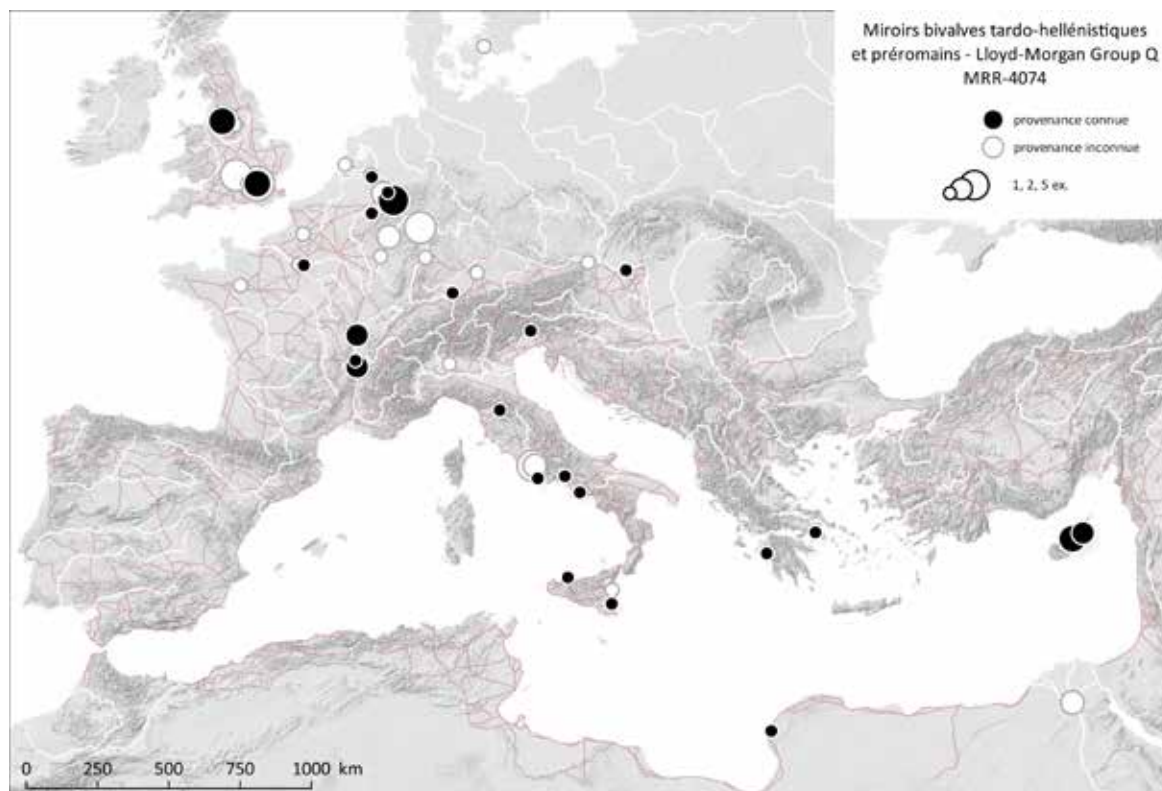 Miroirs bivalves tardo-hellénistiques
et préromains - Lloyd-Morgan Group Q
MRR-4074
provenance connue
provenance inconnue
1, 2, 5 ex.
0 250 500 750 1000 km